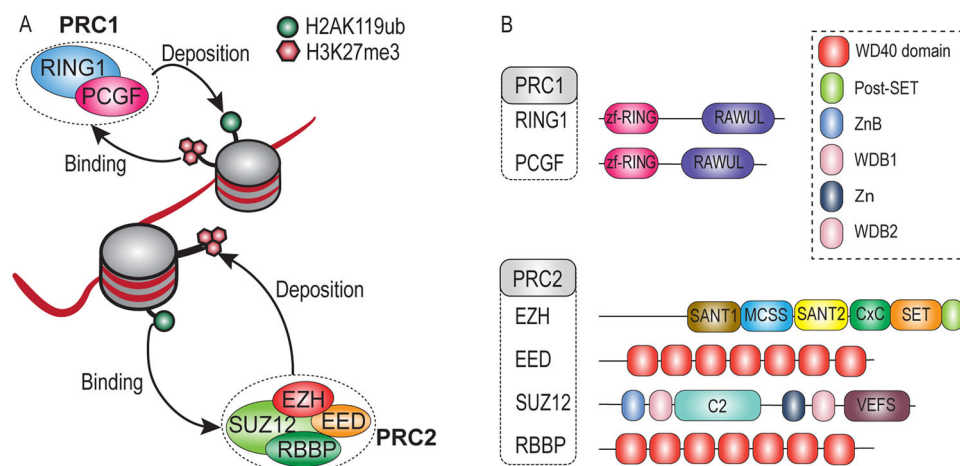 A
PRC1
RING1
PCGF
Deposition
H2AK119ub
H3K27me3
Binding
Deposition
Binding
EZH
SUZ12
EED
RBBP
PRC2
B
PRC1
RING1 zf-RING RAWUL
PCGF zf-RING RAWUL
WD40 domain
Post-SET
ZnB
WDB1
Zn
WDB2
PRC2
EZH SANT1 MCSS SANT2 CxC SET
EED
SUZ12 C2 VEFS
RBBP